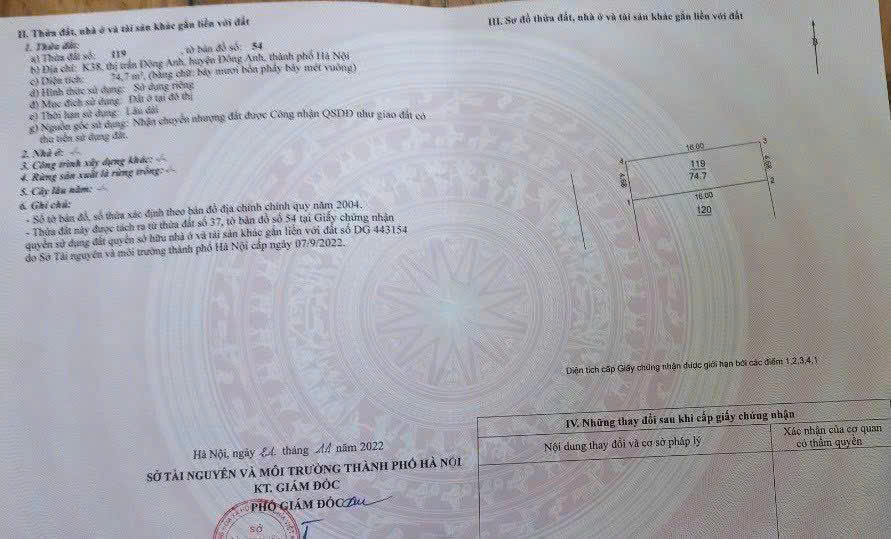 II. Thửa đất, nhà ở và tài sản khác gắn liền với đất
1. Thửa đất:
a) Thửa đất số: 119 , tờ bản đồ số: 54
b) Địa chỉ: K38, thị trấn Đông Anh, huyện Đông Anh, thành phố Hà Nội
c) Diện tích: 74,7 m², (bằng chữ: bảy mươi bốn phẩy bảy mét vuông)
d) Hình thức sử dụng: Sử dụng riêng
đ) Mục đích sử dụng: Đất ở tại đô thị
e) Thời hạn sử dụng: Lâu dài
g) Nguồn gốc sử dụng: Nhận chuyển nhượng đất được Công nhận QSDĐ như giao đất có
thu tiền sử dụng đất.
2. Nhà ở: -/-
3. Công trình xây dựng khác: -/-
4. Rừng sản xuất là rừng trồng: -/-
5. Cây lâu năm: -/-
6. Ghi chú:
- Số tờ bản đồ, số thửa xác định theo bản đồ địa chính chính quy năm 2004.
- Thửa đất này được tách ra từ thửa đất số 37, tờ bản đồ số 54 tại Giấy chứng nhận
quyền sử dụng đất quyền sở hữu nhà ở và tài sản khác gắn liền với đất số DG 443154
do Sở Tài nguyên và môi trường thành phố Hà Nội cấp ngày 07/9/2022.
Hà Nội, ngày 21 tháng 11 năm 2022
SỞ TÀI NGUYÊN VÀ MÔI TRƯỜNG THÀNH PHỐ HÀ NỘI
KT. GIÁM ĐỐC
PHÓ GIÁM ĐỐC
SỞ
III. Sơ đồ thửa đất, nhà ở và tài sản khác gắn liền với đất
B
16.00
3
4
119
74.7
2
1
16.00
120
Diện tích cấp Giấy chứng nhận được giới hạn bởi các điểm 1,2,3,4,1
IV. Những thay đổi sau khi cấp giấy chứng nhận
Nội dung thay đổi và cơ sở pháp lý
Xác nhận của cơ quan
có thẩm quyền